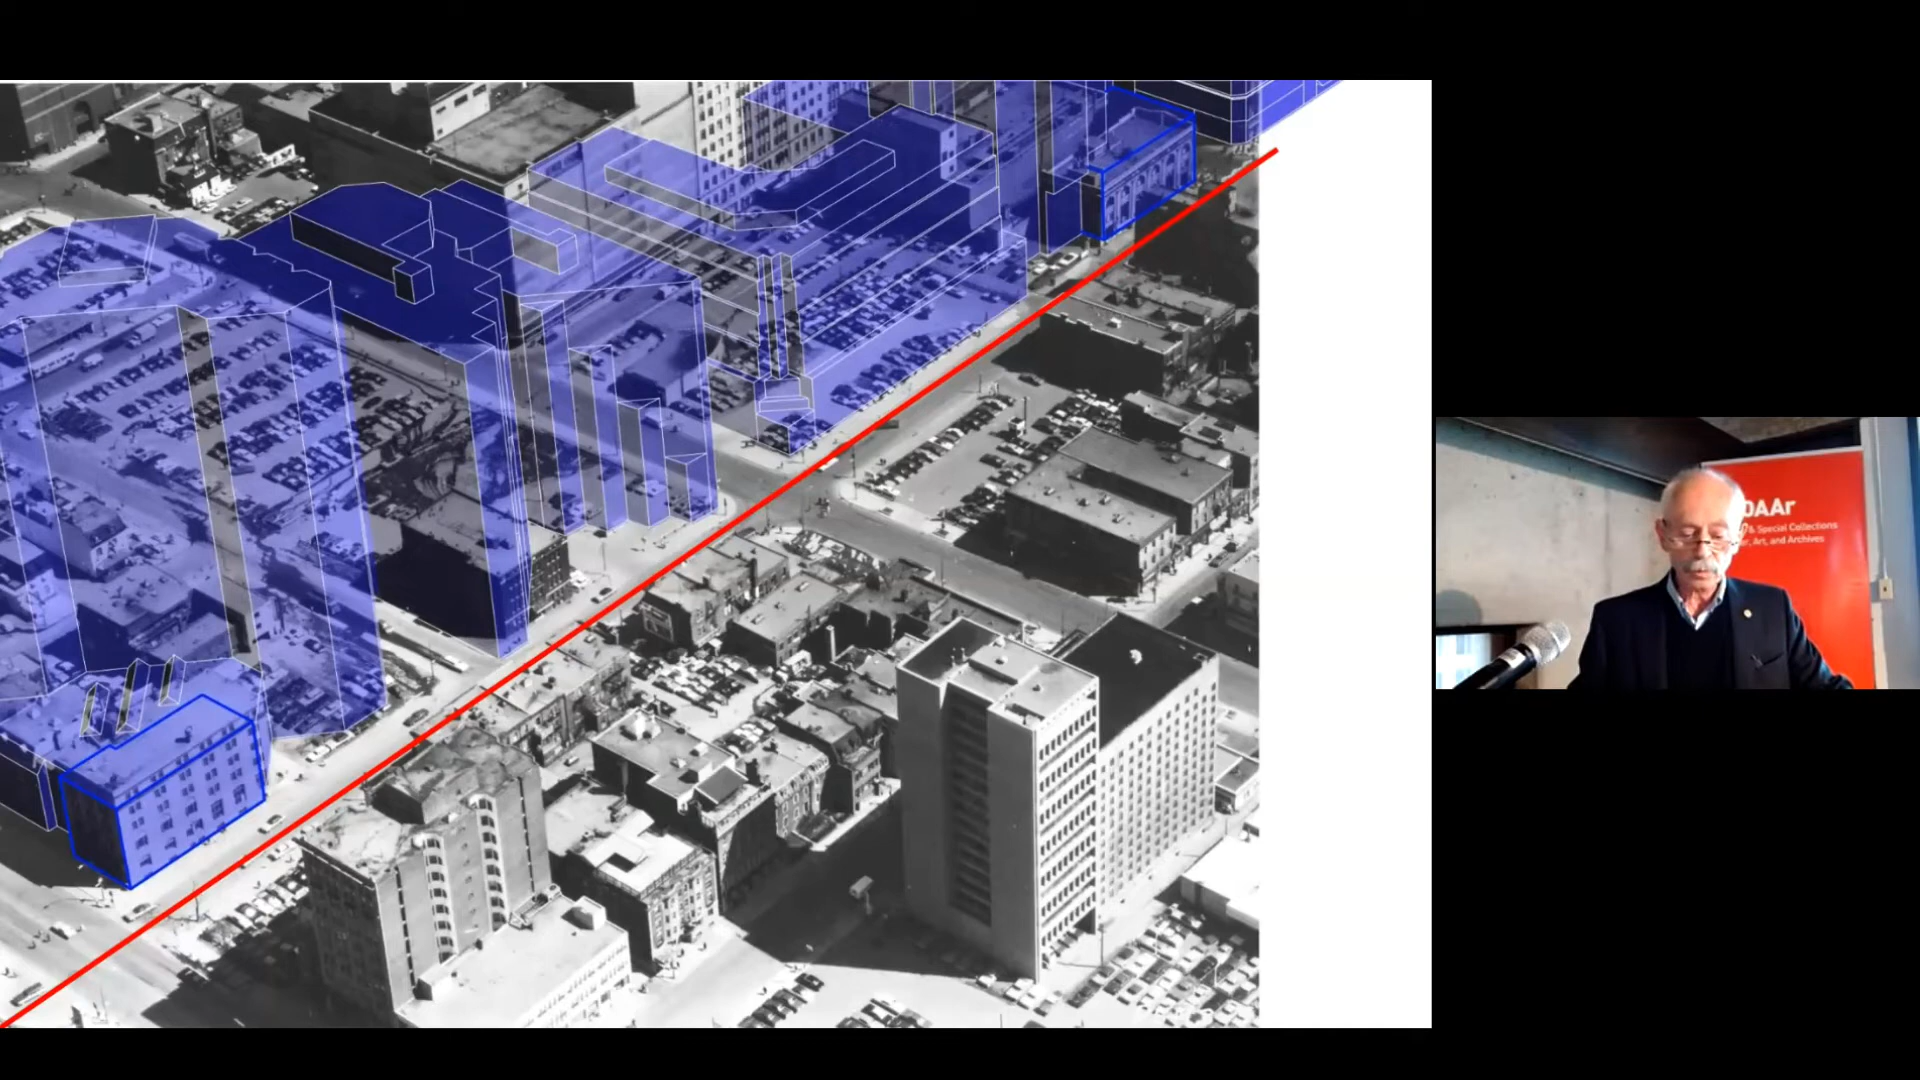 DAAr
& Special Collections
r, Art, and Archives